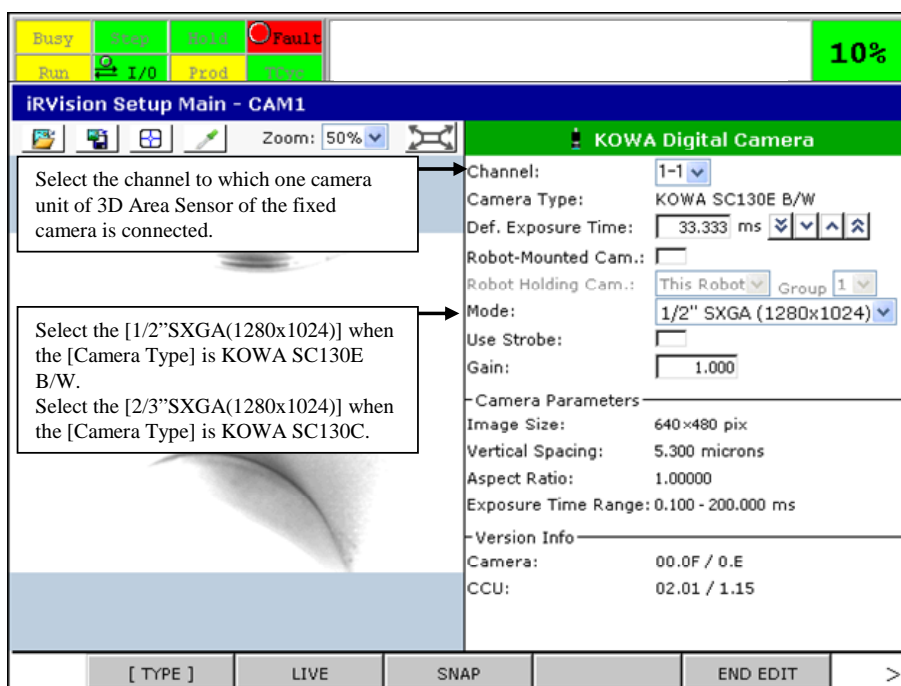 Busy Step Hold Fault
Run I/O Prod TCyc
10%
iRVision Setup Main - CAM1
Zoom: 50%
KOWA Digital Camera
Select the channel to which one camera
unit of 3D Area Sensor of the fixed
camera is connected.
Select the [1/2”SXGA(1280x1024)] when
the [Camera Type] is KOWA SC130E
B/W.
Select the [2/3”SXGA(1280x1024)] when
the [Camera Type] is KOWA SC130C.
Channel: 1-1
Camera Type: KOWA SC130E B/W
Def. Exposure Time: 33.333 ms
Robot-Mounted Cam.:
Robot Holding Cam.: This Robot Group 1
Mode: 1/2" SXGA (1280x1024)
Use Strobe:
Gain: 1.000
Camera Parameters
Image Size: 640×480 pix
Vertical Spacing: 5.300 microns
Aspect Ratio: 1.00000
Exposure Time Range: 0.100 - 200.000 ms
Version Info
Camera: 00.0F / 0.E
CCU: 02.01 / 1.15
[ TYPE ] LIVE SNAP END EDIT >